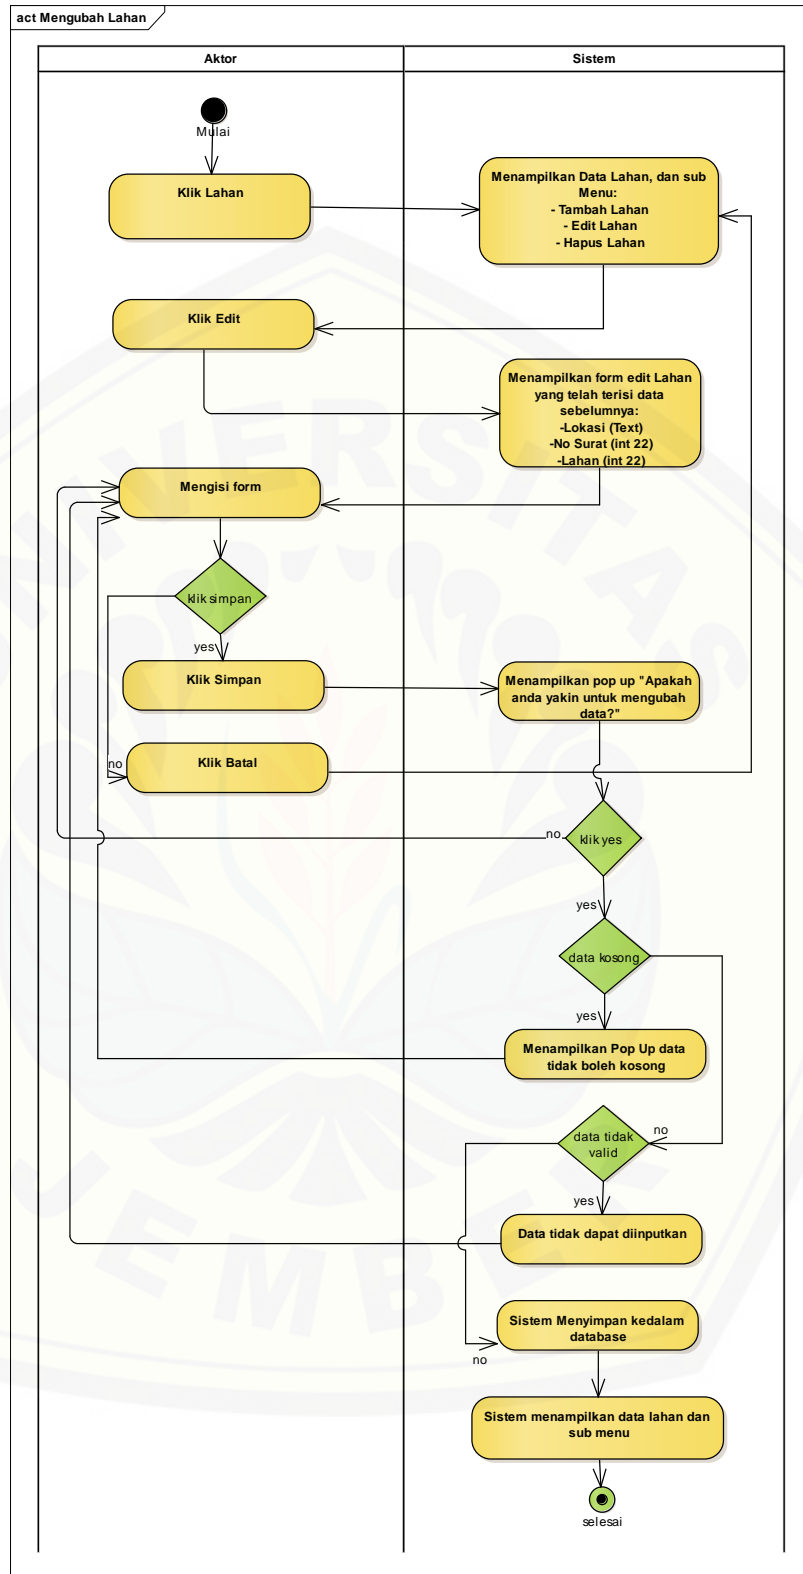 act Mengubah Lahan
Aktor
Sistem
Mulai
Klik Lahan
Menampilkan Data Lahan, dan sub
Menu:
- Tambah Lahan
- Edit Lahan
- Hapus Lahan
Klik Edit
Menampilkan form edit Lahan
yang telah terisi data
sebelumnya:
-Lokasi (Text)
-No Surat (int 22)
-Lahan (int 22)
Mengisi form
klik simpan
yes
Klik Simpan
Menampilkan pop up "Apakah
anda yakin untuk mengubah
data?"
no
Klik Batal
no
klik yes
yes
data kosong
yes
Menampilkan Pop Up data
tidak boleh kosong
no
data tidak
valid
yes
Data tidak dapat diinputkan
Sistem Menyimpan kedalam
database
no
Sistem menampilkan data lahan dan
sub menu
selesai
UNIVERSITAS
JEMBER